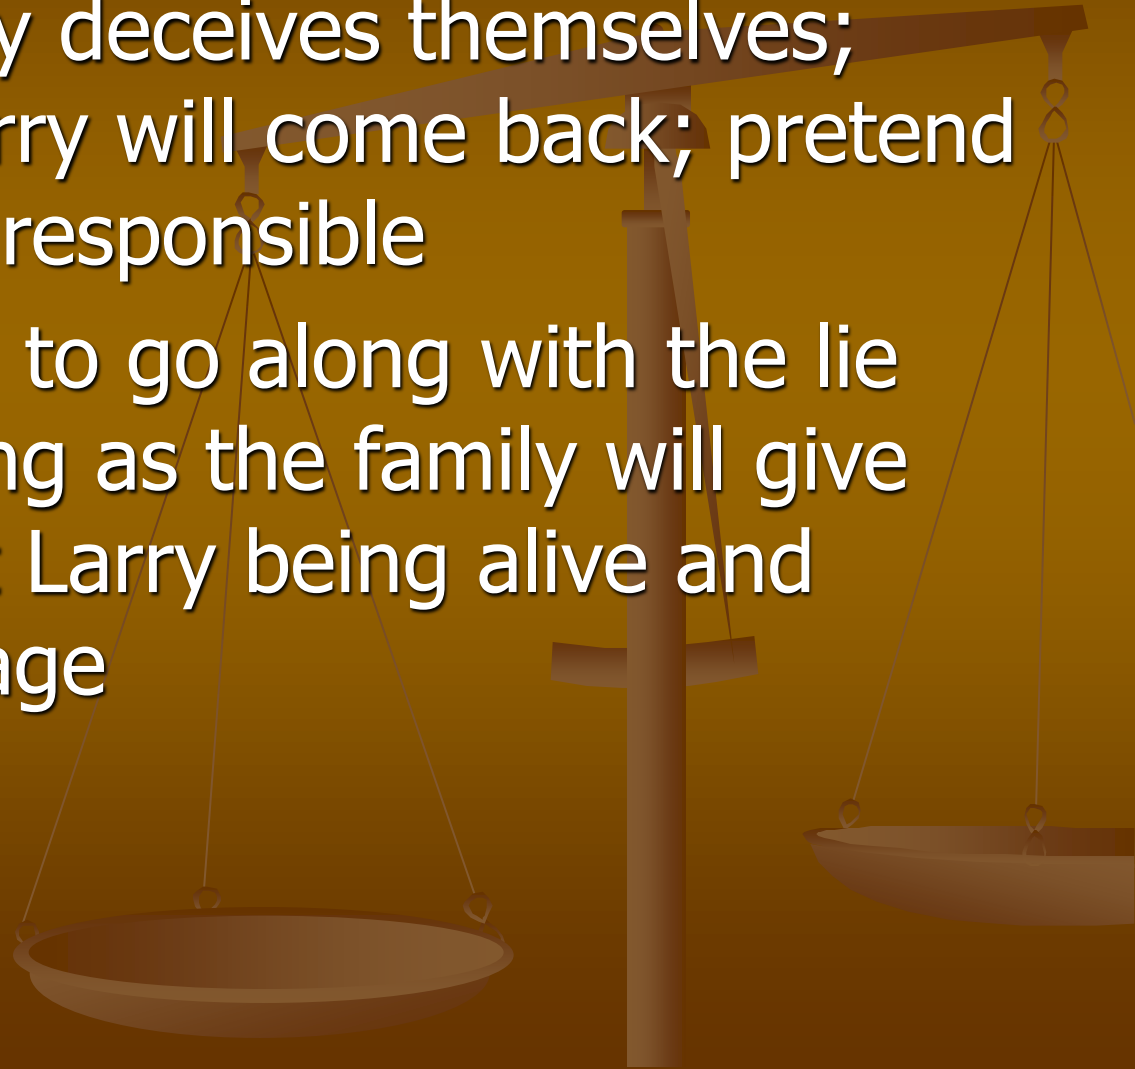 y deceives themselves;
rry will come back; pretend
responsible
to go along with the lie
ng as the family will give
Larry being alive and
age